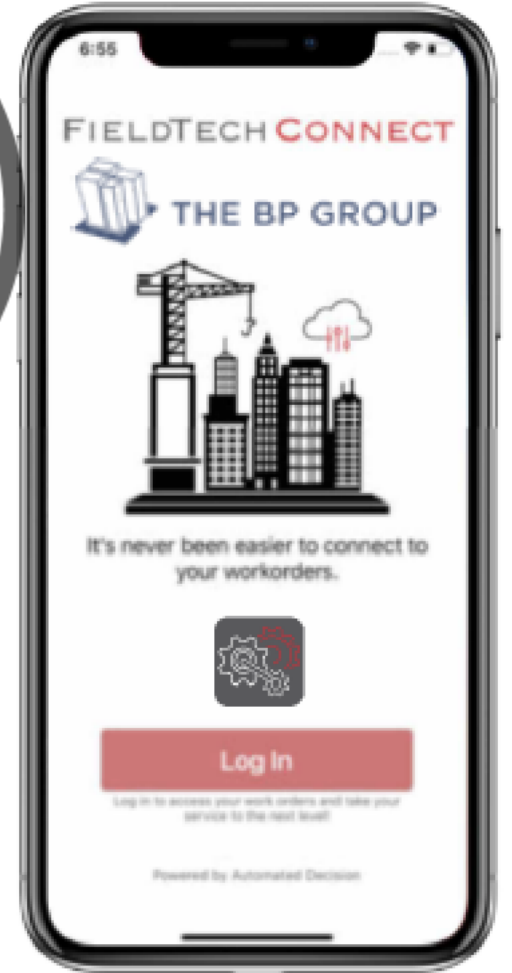 6:55
FIELDTECH CONNECT
THE BP GROUP
It's never been easier to connect to
your workorders.
Log In
Log in to access your work orders and take your
service to the next level!
Powered by Automated Decision